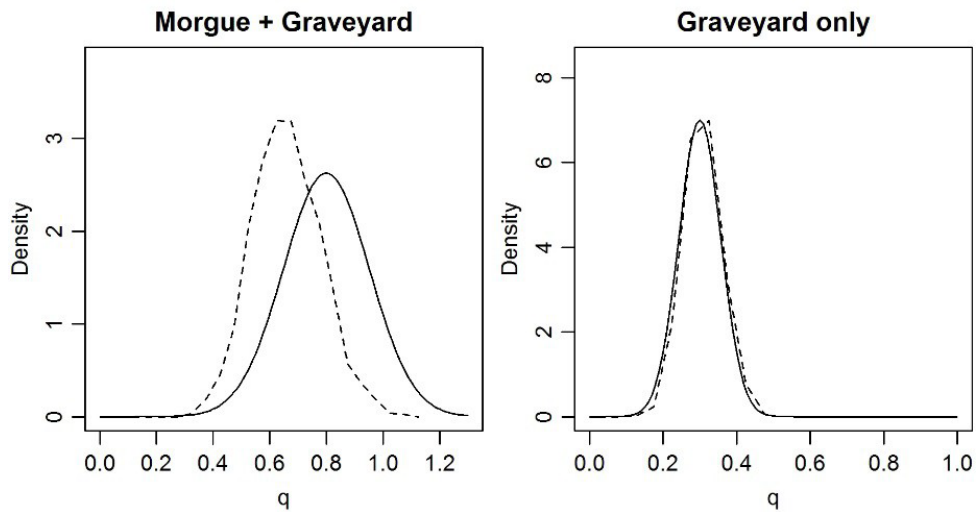 Morgue + Graveyard
Density
0 1 2 3
0.0 0.2 0.4 0.6 0.8 1.0 1.2
q
Graveyard only
Density
0 2 4 6 8
0.0 0.2 0.4 0.6 0.8 1.0
q